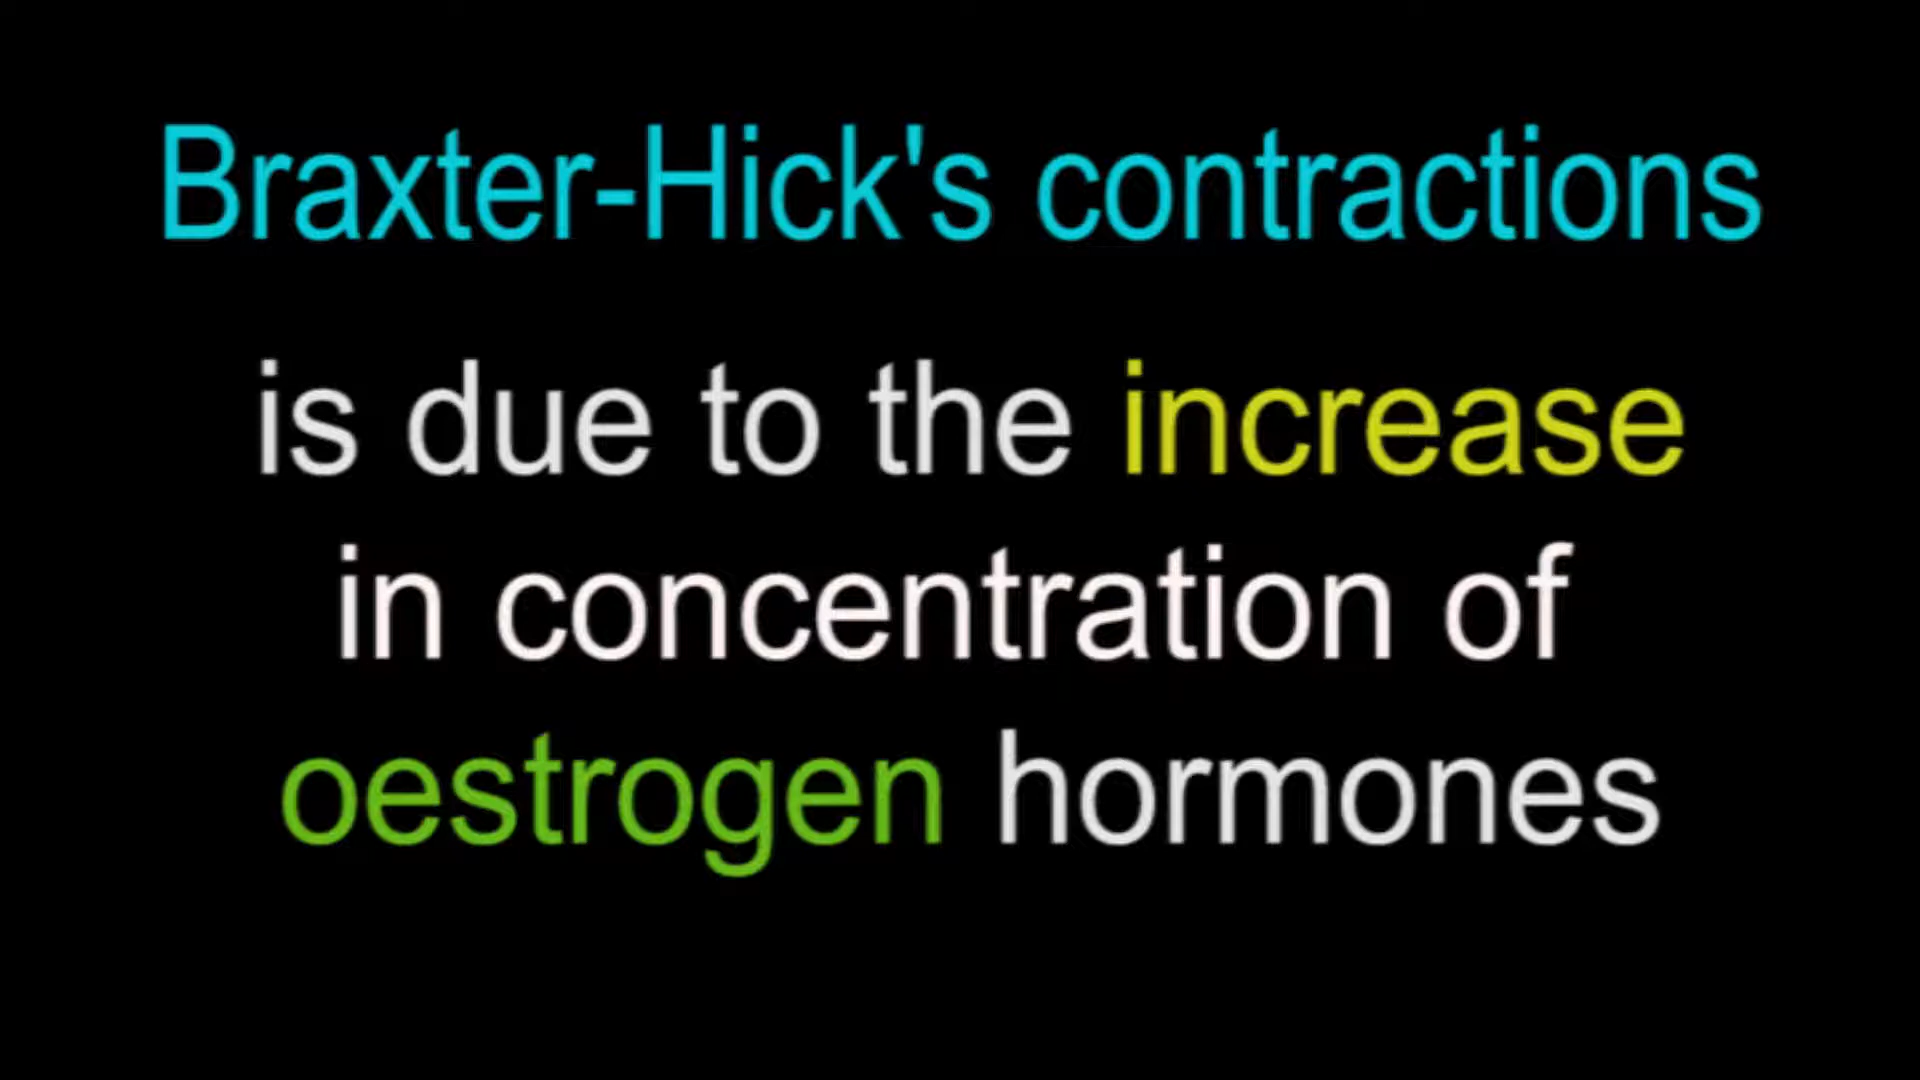 Braxter-Hick's contractions
is due to the increase
in concentration of
oestrogen hormones